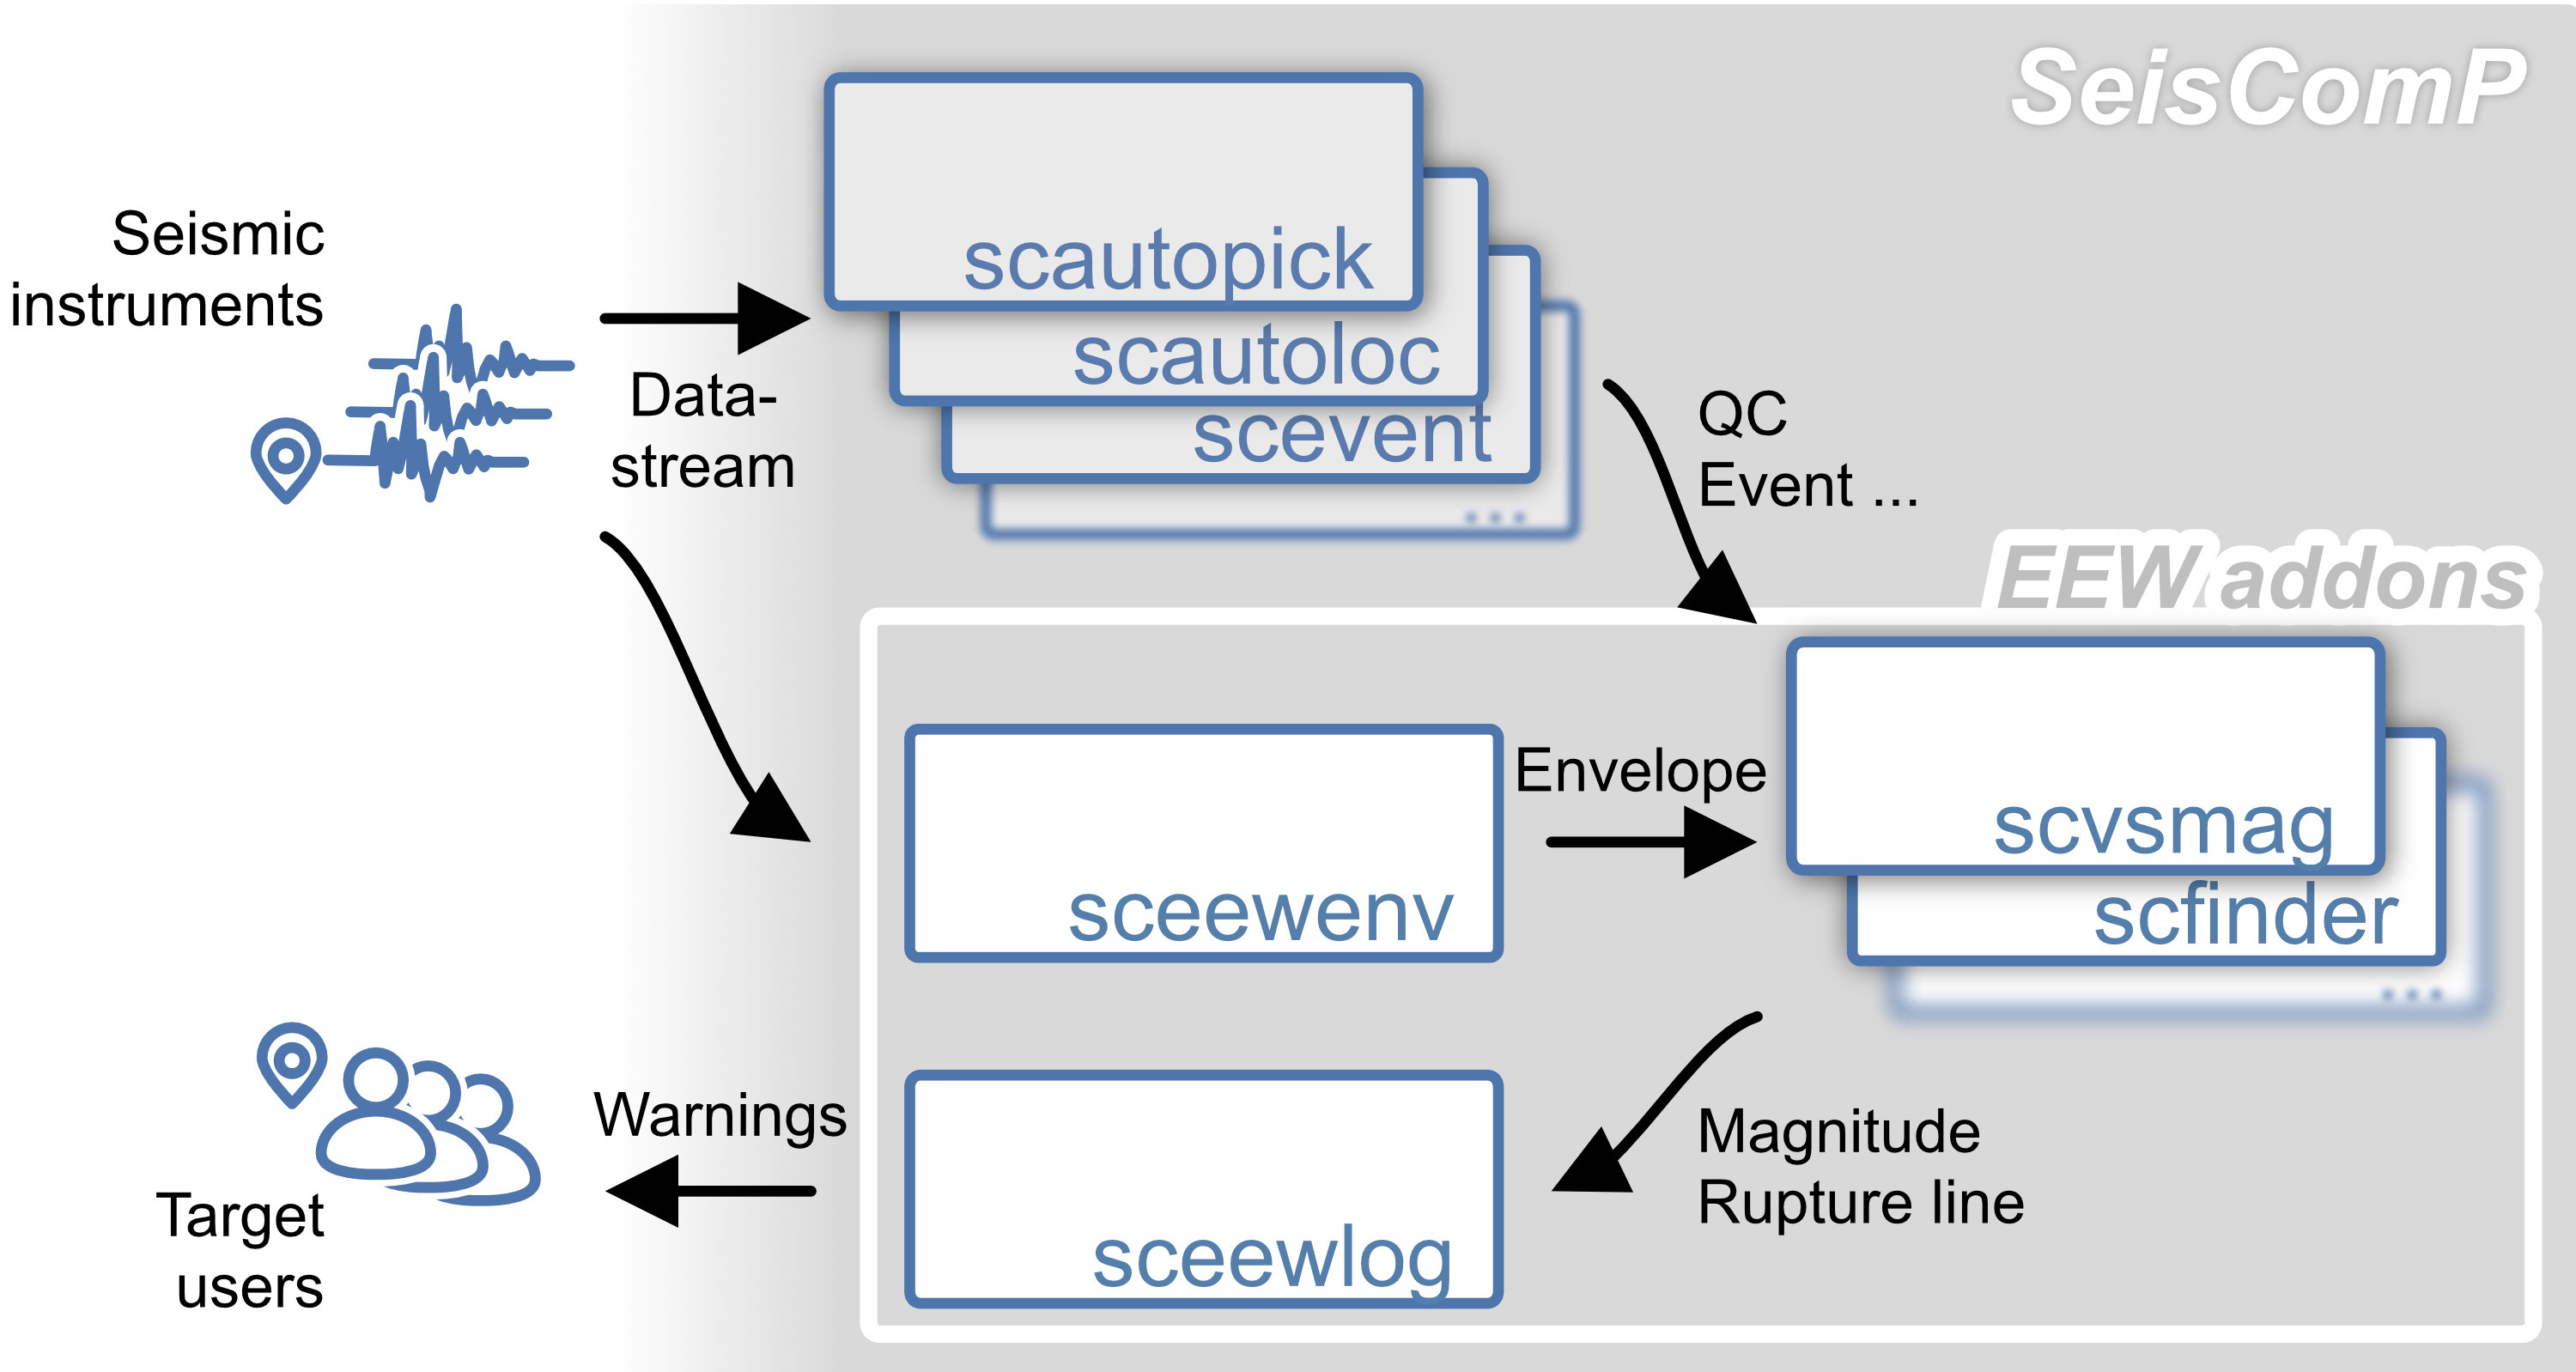 SeisComP
Seismic
instruments
Data-
stream
scautopick
scautoloc
scevent
...
QC
Event ...
EEW addons
sceewenv
Envelope
scvsmag
scfinder
...
Magnitude
Rupture line
sceewlog
Warnings
Target
users